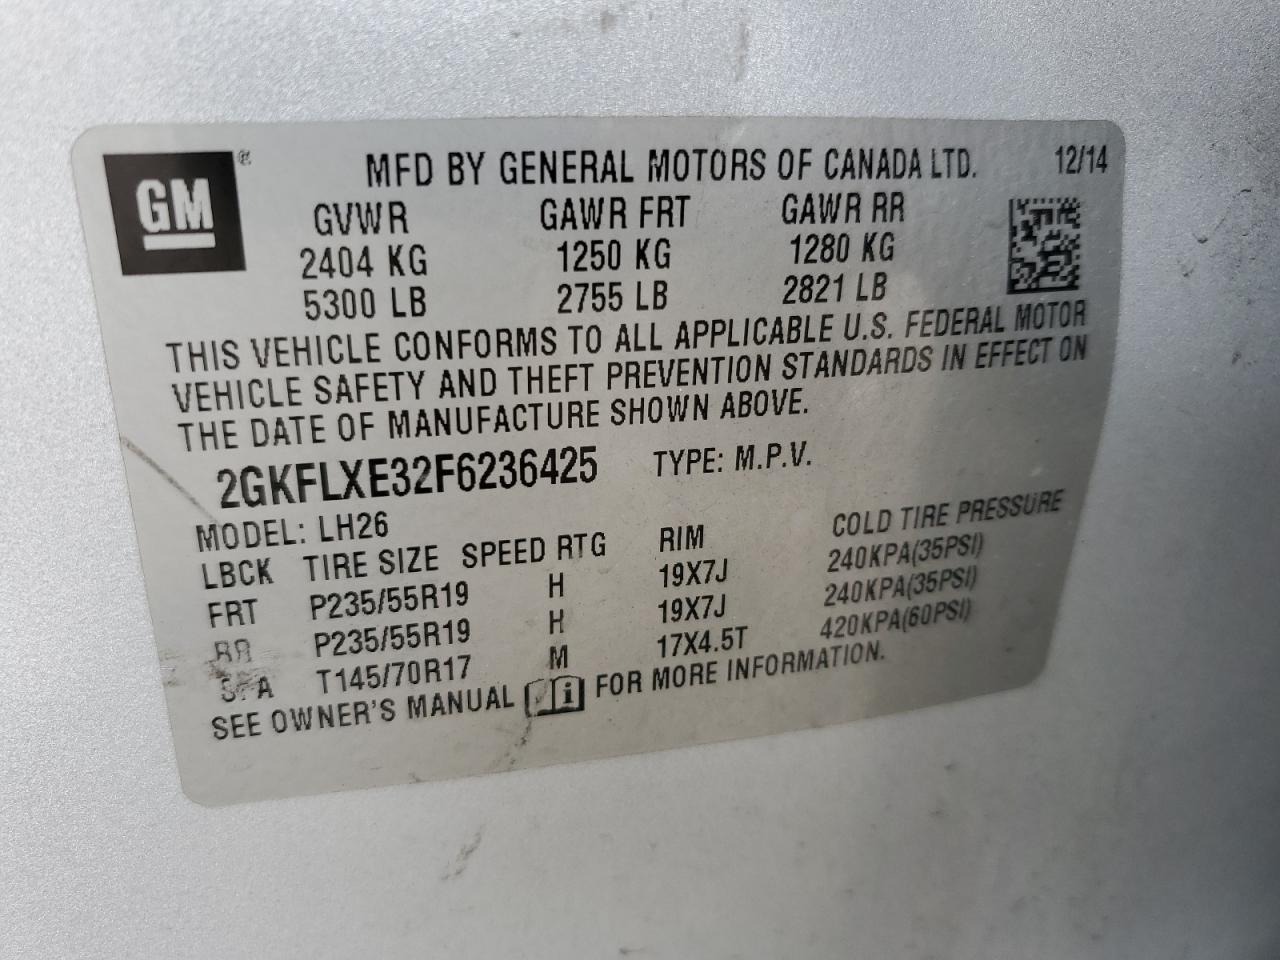 GM ® MFD BY GENERAL MOTORS OF CANADA LTD. 12/14
GVWR GAWR FRT GAWR RR
2404 KG 1250 KG 1280 KG
5300 LB 2755 LB 2821 LB
THIS VEHICLE CONFORMS TO ALL APPLICABLE U.S. FEDERAL MOTOR
VEHICLE SAFETY AND THEFT PREVENTION STANDARDS IN EFFECT ON
THE DATE OF MANUFACTURE SHOWN ABOVE.
2GKFLXE32F6236425 TYPE: M.P.V.
MODEL: LH26
LBCK TIRE SIZE SPEED RTG RIM COLD TIRE PRESSURE
FRT P235/55R19 H 19X7J 240KPA(35PSI)
RR P235/55R19 H 19X7J 240KPA(35PSI)
SPA T145/70R17 M 17X4.5T 420KPA(60PSI)
SEE OWNER'S MANUAL i FOR MORE INFORMATION.